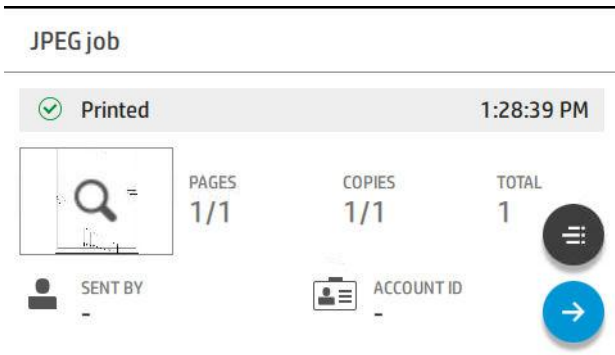 JPEG job
Printed 1:28:39 PM
PAGES COPIES TOTAL
1/1 1/1 1
SENT BY ACCOUNT ID
- -